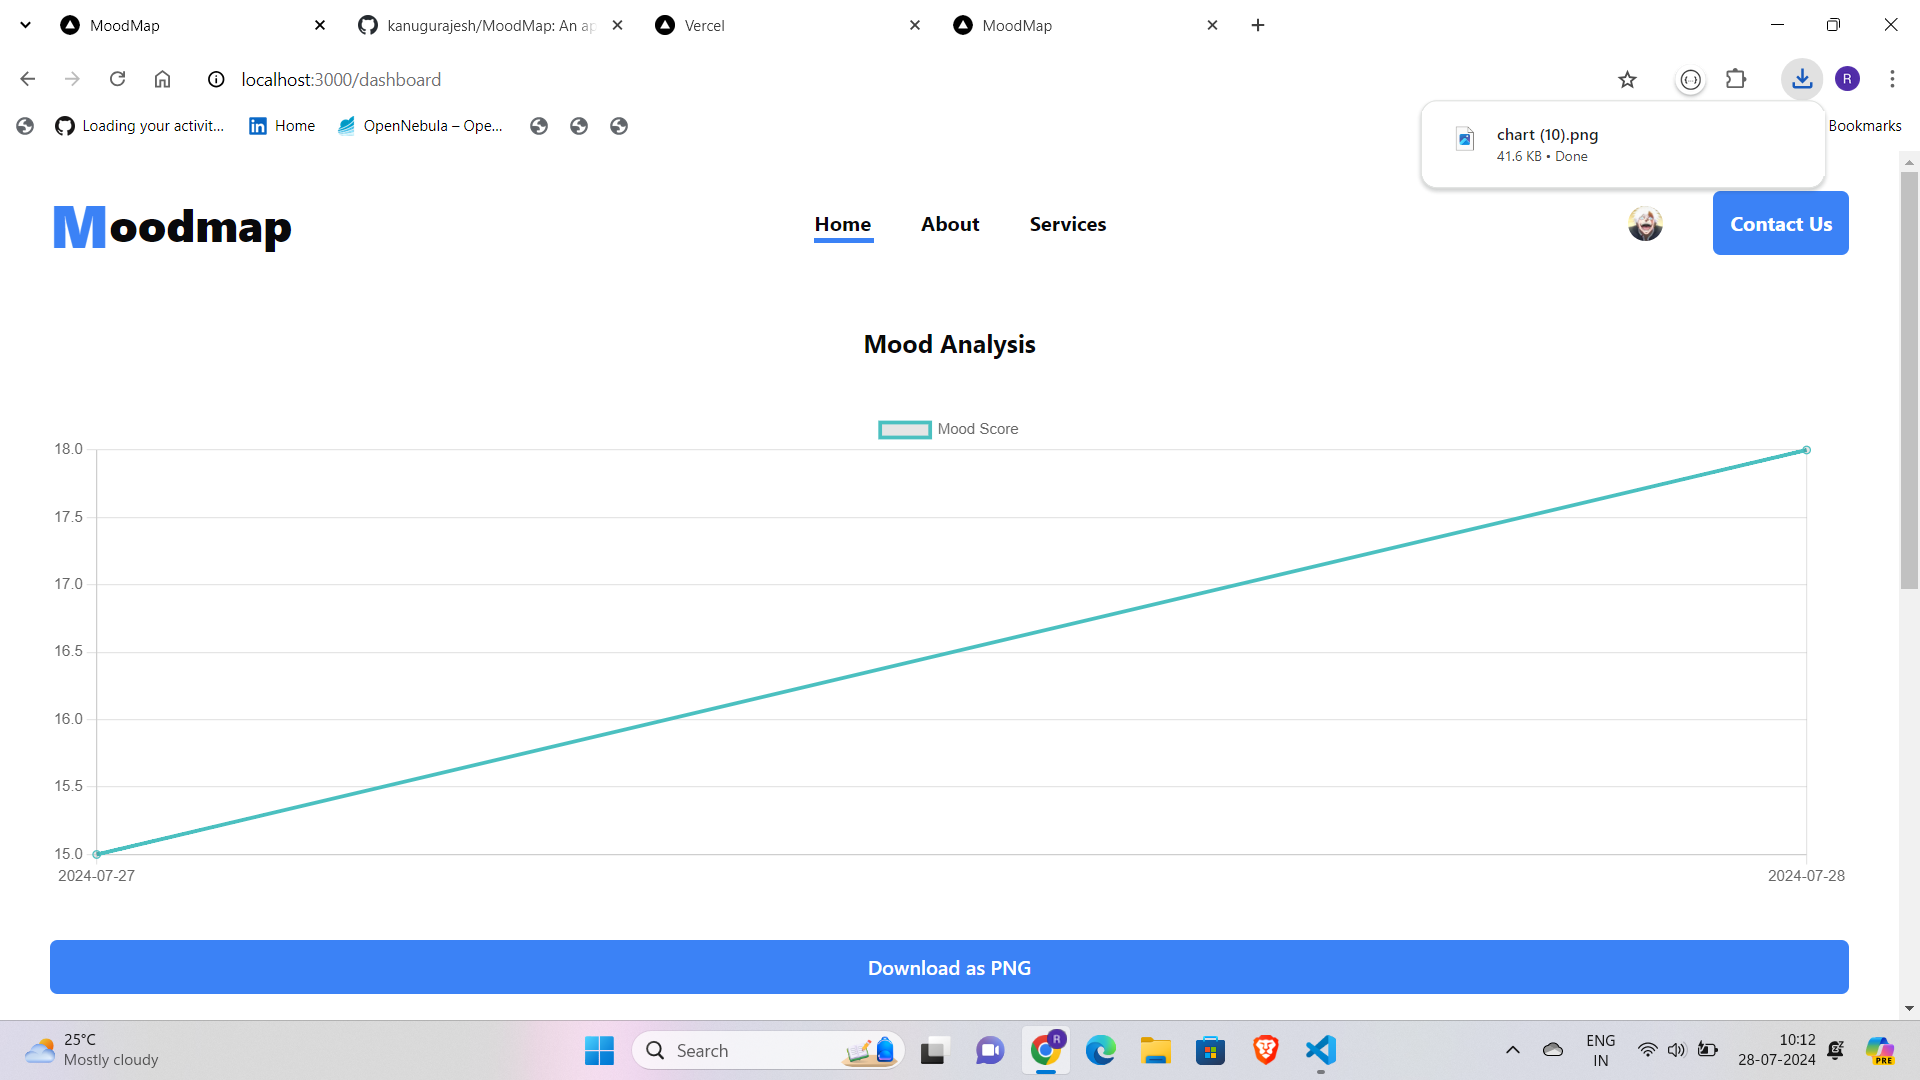 MoodMap
kanugurajesh/MoodMap: An ap
Vercel
MoodMap
localhost:3000/dashboard
R
Loading your activit...
Home
OpenNebula – Ope...
Bookmarks
chart (10).png
41.6 KB • Done
Moodmap
Home
About
Services
Contact Us
Mood Analysis
Mood Score
18.0
17.5
17.0
16.5
16.0
15.5
15.0
2024-07-27
2024-07-28
Download as PNG
25°C
Mostly cloudy
Search
R
ENG
IN
10:12
28-07-2024
PRE